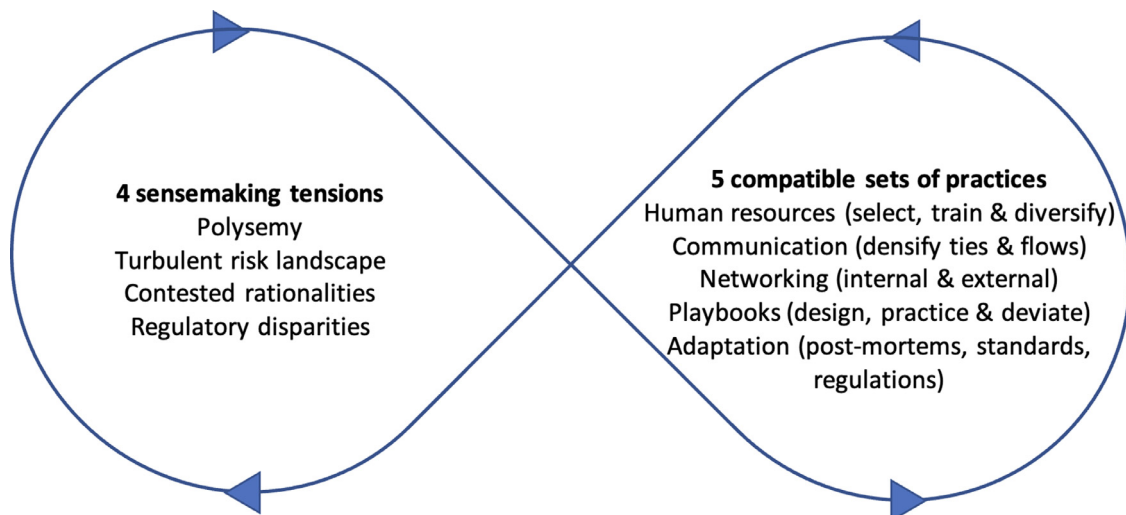 4 sensemaking tensions
Polysemy
Turbulent risk landscape
Contested rationalities
Regulatory disparities
5 compatible sets of practices
Human resources (select, train & diversify)
Communication (densify ties & flows)
Networking (internal & external)
Playbooks (design, practice & deviate)
Adaptation (post-mortems, standards,
regulations)